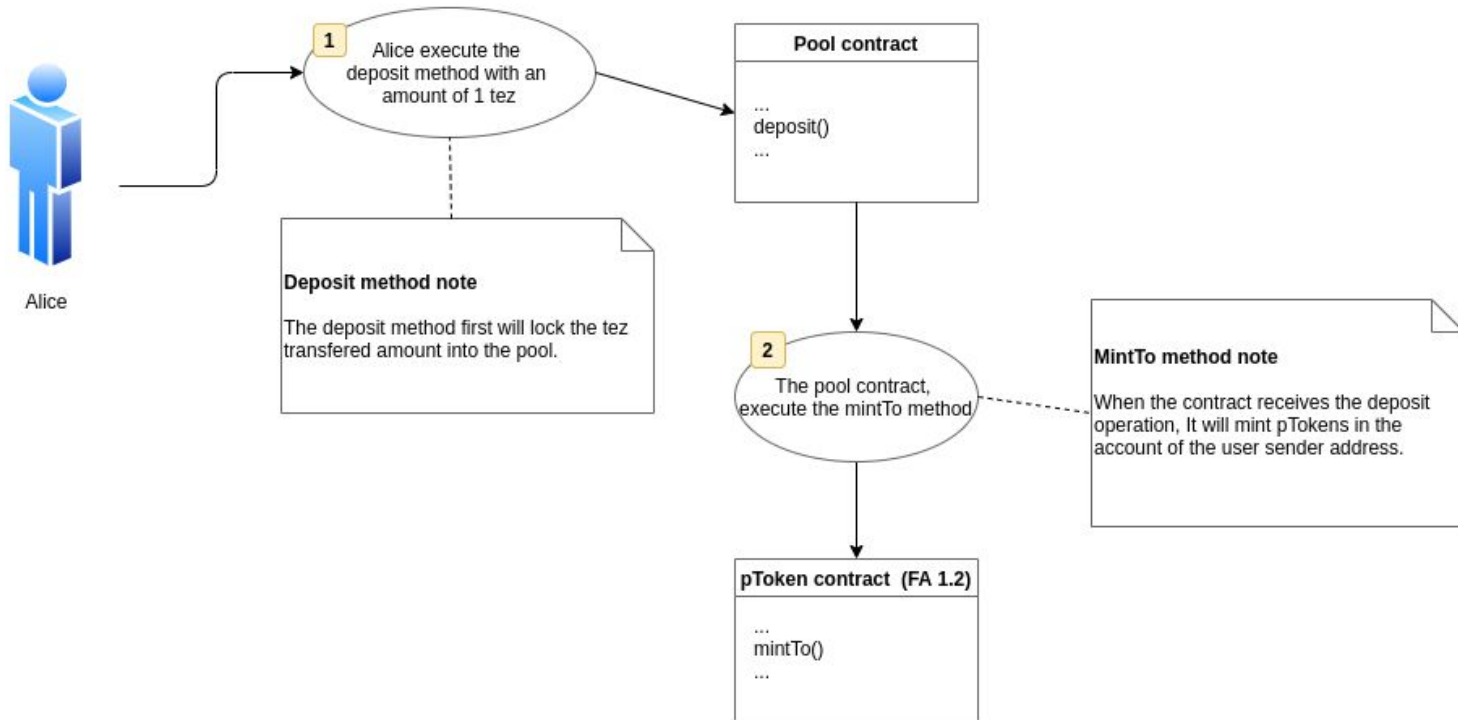 1
Alice execute the
deposit method with an
amount of 1 tez
Pool contract
...
deposit()
...
Alice
Deposit method note
The deposit method first will lock the tez
transfered amount into the pool.
2
The pool contract,
execute the mintTo method
MintTo method note
When the contract receives the deposit
operation, It will mint pTokens in the
account of the user sender address.
pToken contract  (FA 1.2)
...
mintTo()
...